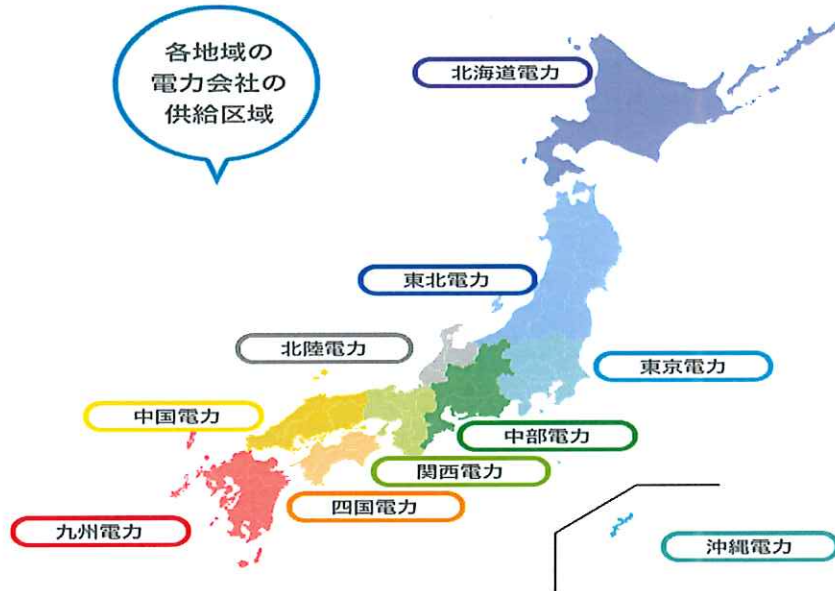 各地域の
電力会社の
供給区域
北海道電力
東北電力
北陸電力
東京電力
中国電力
中部電力
関西電力
四国電力
九州電力
沖縄電力